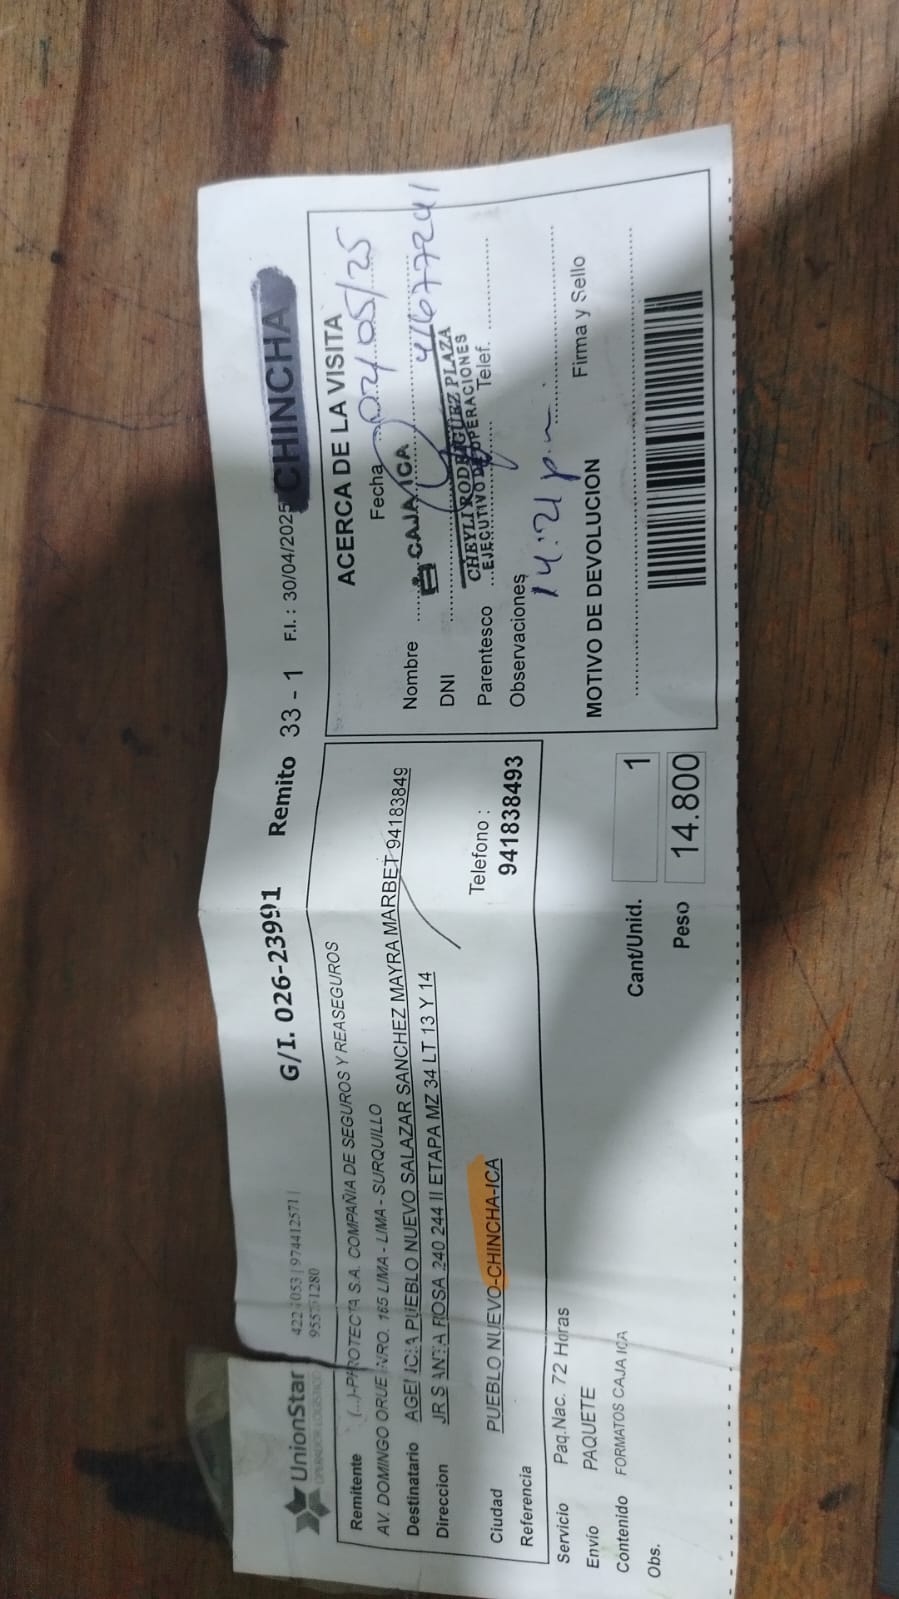 UnionStar
OPERADOR LOGISTICO
974412571 |
G/I. 026-23991
Remito 33 - 1
F.I.: 30/04/2025
CHINCHA
Remitente (...)-PROTECTA S.A. COMPAÑIA DE SEGUROS Y REASEGUROS
AV. DOMINGO ORUE NRO. 165 LIMA - LIMA - SURQUILLO
Destinatario AGENCIA PUEBLO NUEVO SALAZAR SANCHEZ MAYRA MARBET 94183849
Direccion JR SANTA ROSA 240 244 II ETAPA MZ 34 LT 13 Y 14
Telefono :
941838493
Ciudad PUEBLO NUEVO-CHINCHA-ICA
Referencia
Servicio Paq.Nac. 72 Horas
Envío PAQUETE
Contenido FORMATOS CAJA ICA
Obs.
Cant/Unid. 1
Peso 14.800
ACERCA DE LA VISITA
Fecha 02/05/25
Nombre CAJA ICA
DNI 41677241
CHEYLI RODRIGUEZ PLAZA
EJECUTIVO DE OPERACIONES
Parentesco Telef.
Observaciones
14:21 p.m.
MOTIVO DE DEVOLUCION
Firma y Sello